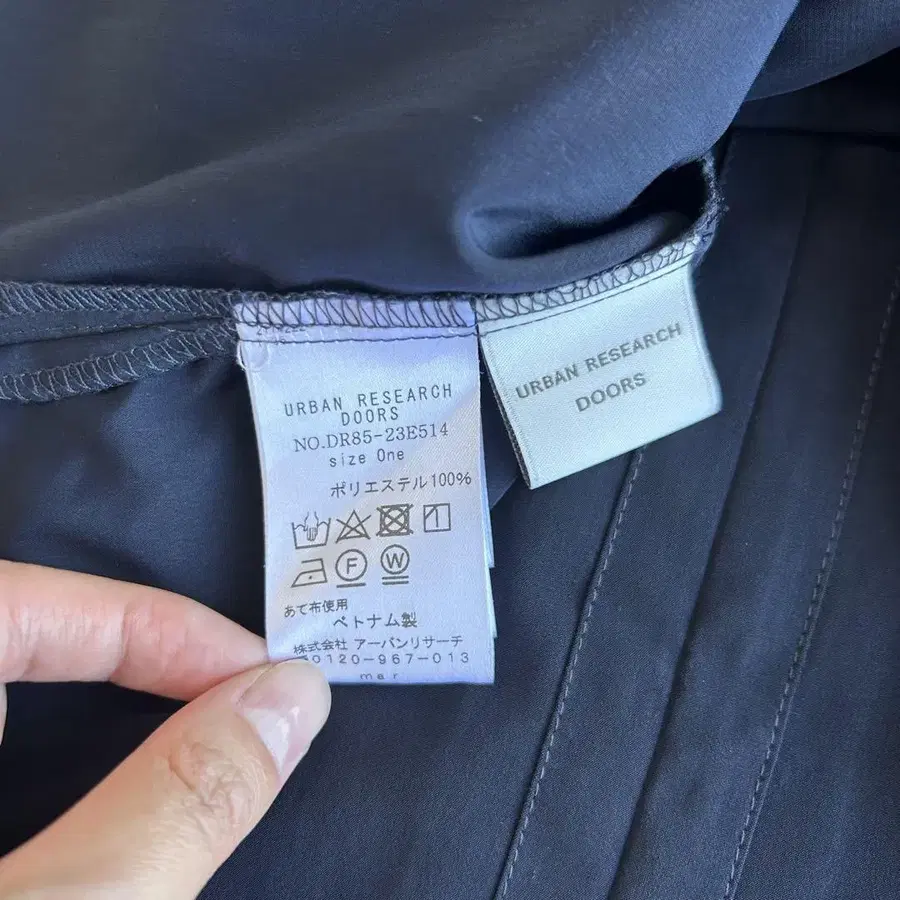 URBAN RESEARCH
DOORS
NO.DR85-23E514
size One
ポリエステル100%
F W
あて布使用
ベトナム製
株式会社 アーバンリサーチ
0120-967-013
mar
URBAN RESEARCH
DOORS